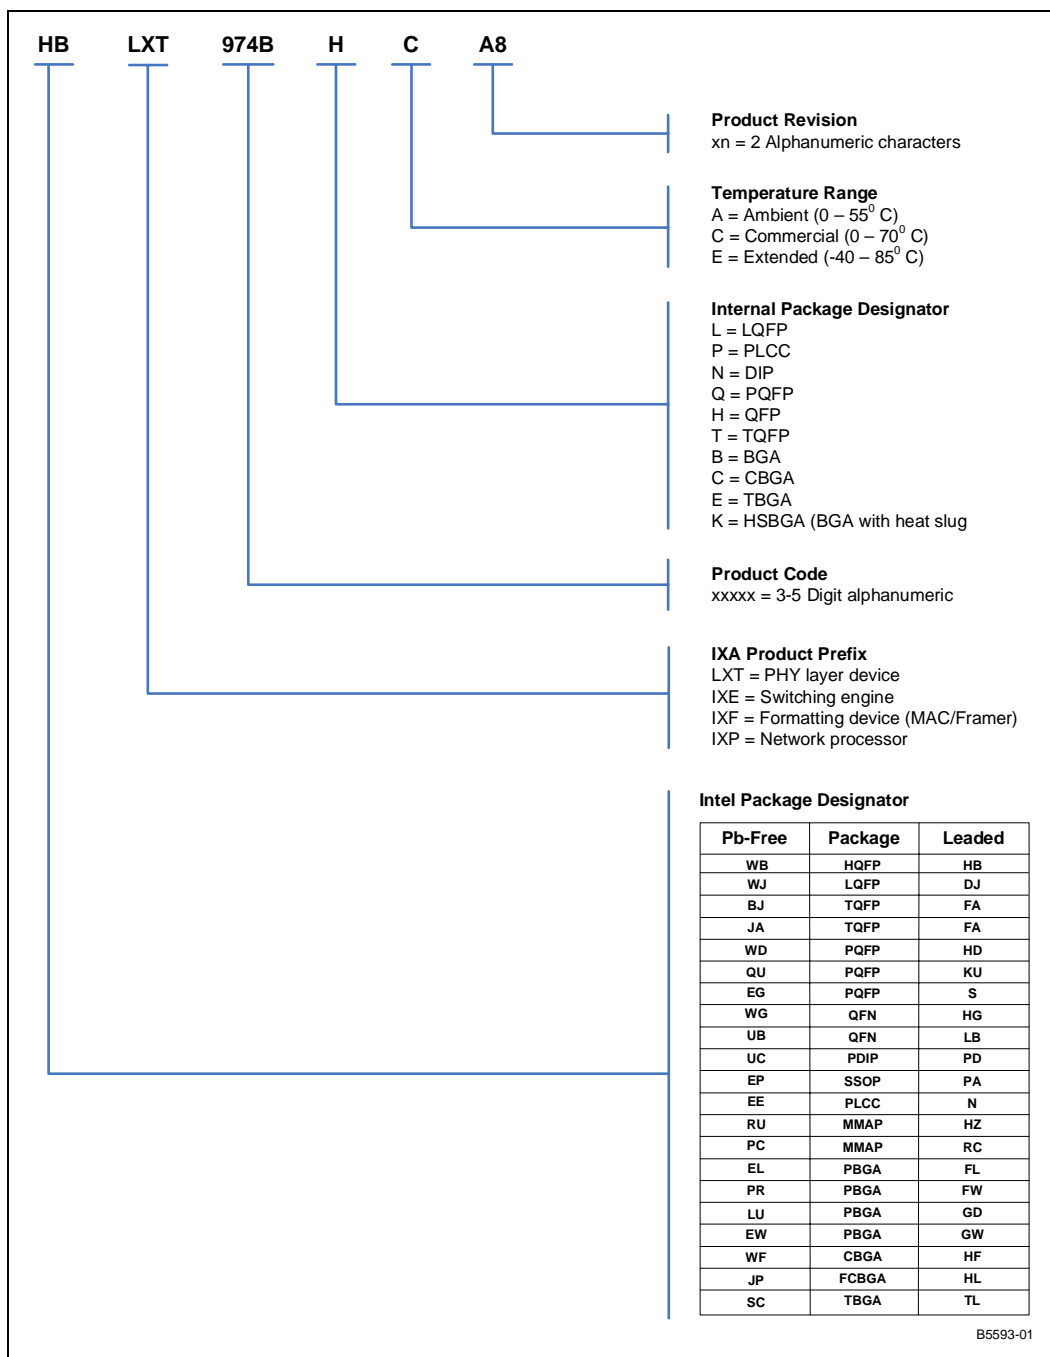 HB LXT 974B H C A8
Product Revision
xn = 2 Alphanumeric characters
Temperature Range
A = Ambient (0 – 55⁰ C)
C = Commercial (0 – 70⁰ C)
E = Extended (-40 – 85⁰ C)
Internal Package Designator
L = LQFP
P = PLCC
N = DIP
Q = PQFP
H = QFP
T = TQFP
B = BGA
C = CBGA
E = TBGA
K = HSBGA (BGA with heat slug
Product Code
xxxxx = 3-5 Digit alphanumeric
IXA Product Prefix
LXT = PHY layer device
IXE = Switching engine
IXF = Formatting device (MAC/Framer)
IXP = Network processor
Intel Package Designator
Pb-Free Package Leaded
WB HQFP HB
WJ LQFP DJ
BJ TQFP FA
JA TQFP FA
WD PQFP HD
QU PQFP KU
EG PQFP S
WG QFN HG
UB QFN LB
UC PDIP PD
EP SSOP PA
EE PLCC N
RU MMAP HZ
PC MMAP RC
EL PBGA FL
PR PBGA FW
LU PBGA GD
EW PBGA GW
WF CBGA HF
JP FCBGA HL
SC TBGA TL
B5593-01